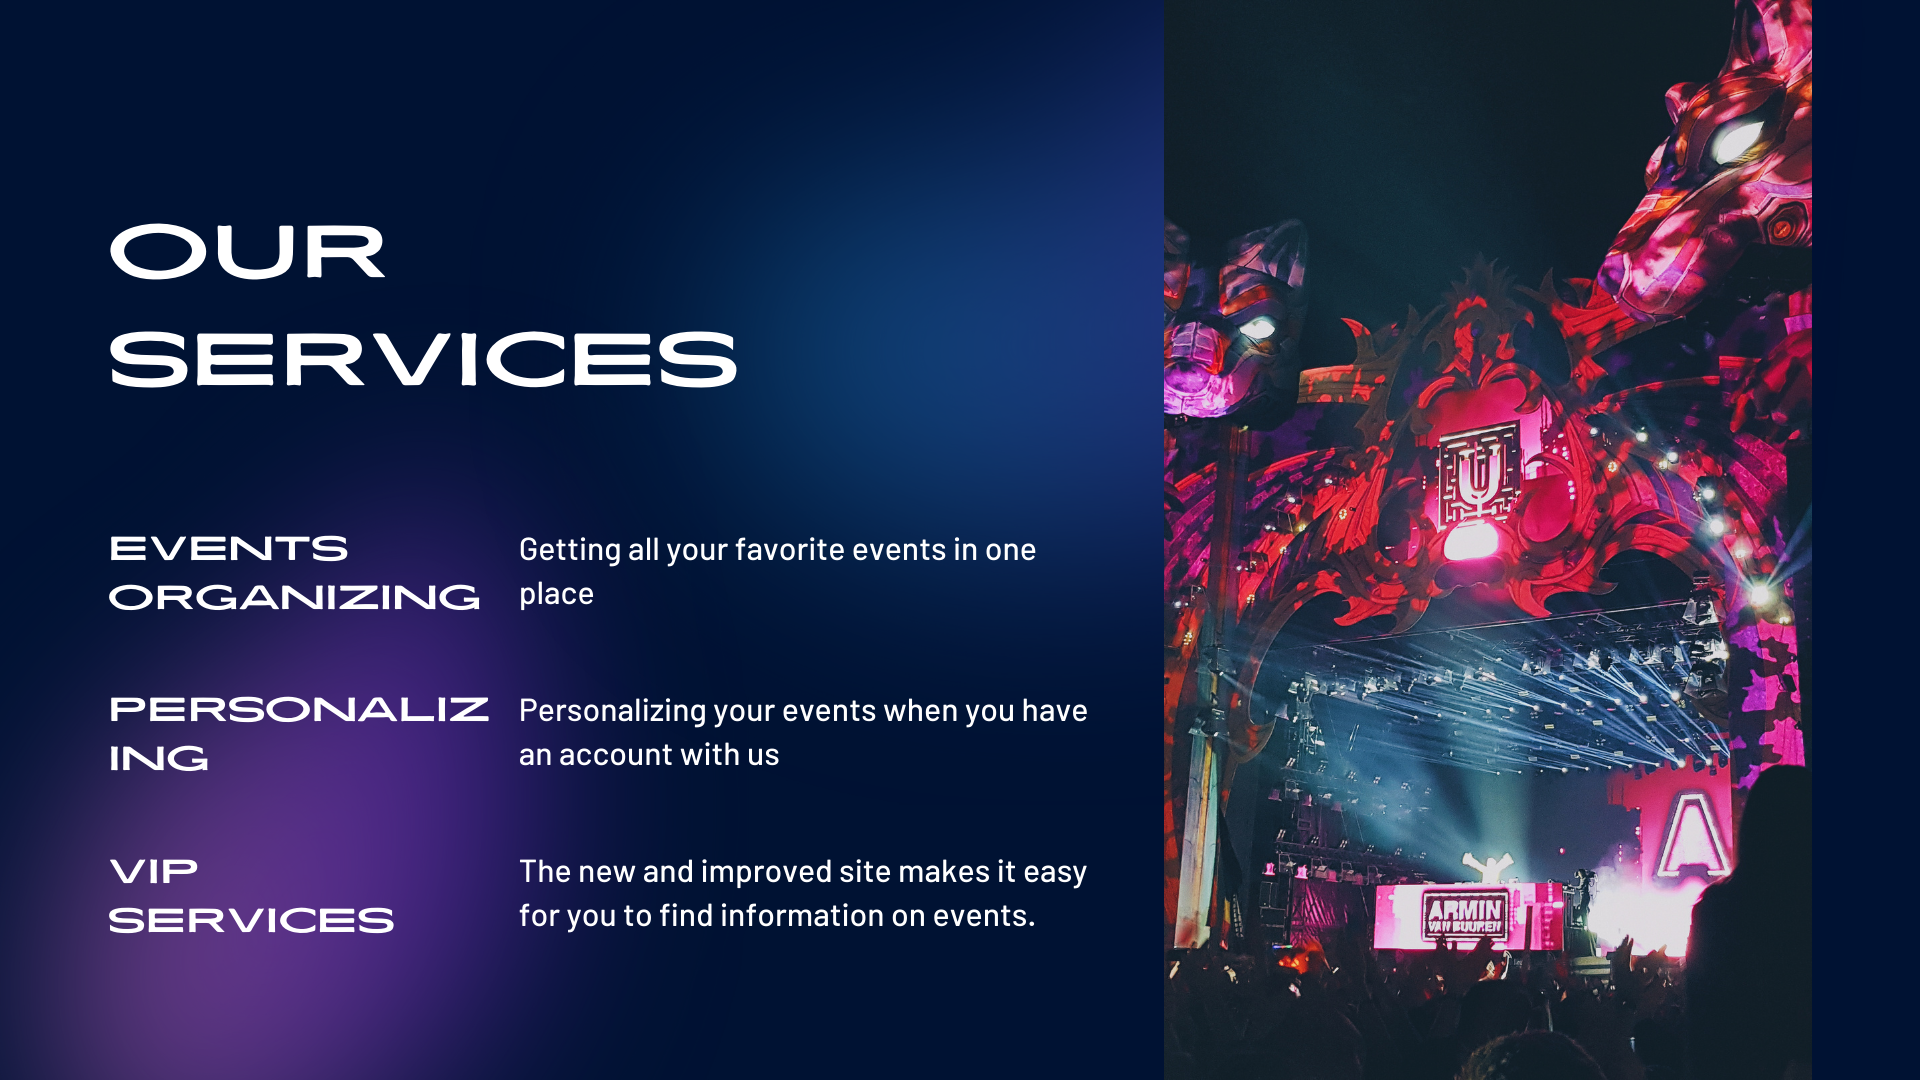 OUR
SERVICES
EVENTS
ORGANIZING
Getting all your favorite events in one
place
PERSONALIZ
ING
Personalizing your events when you have
an account with us
VIP
SERVICES
The new and improved site makes it easy
for you to find information on events.
U
A
ARMIN
VAN BUUREN